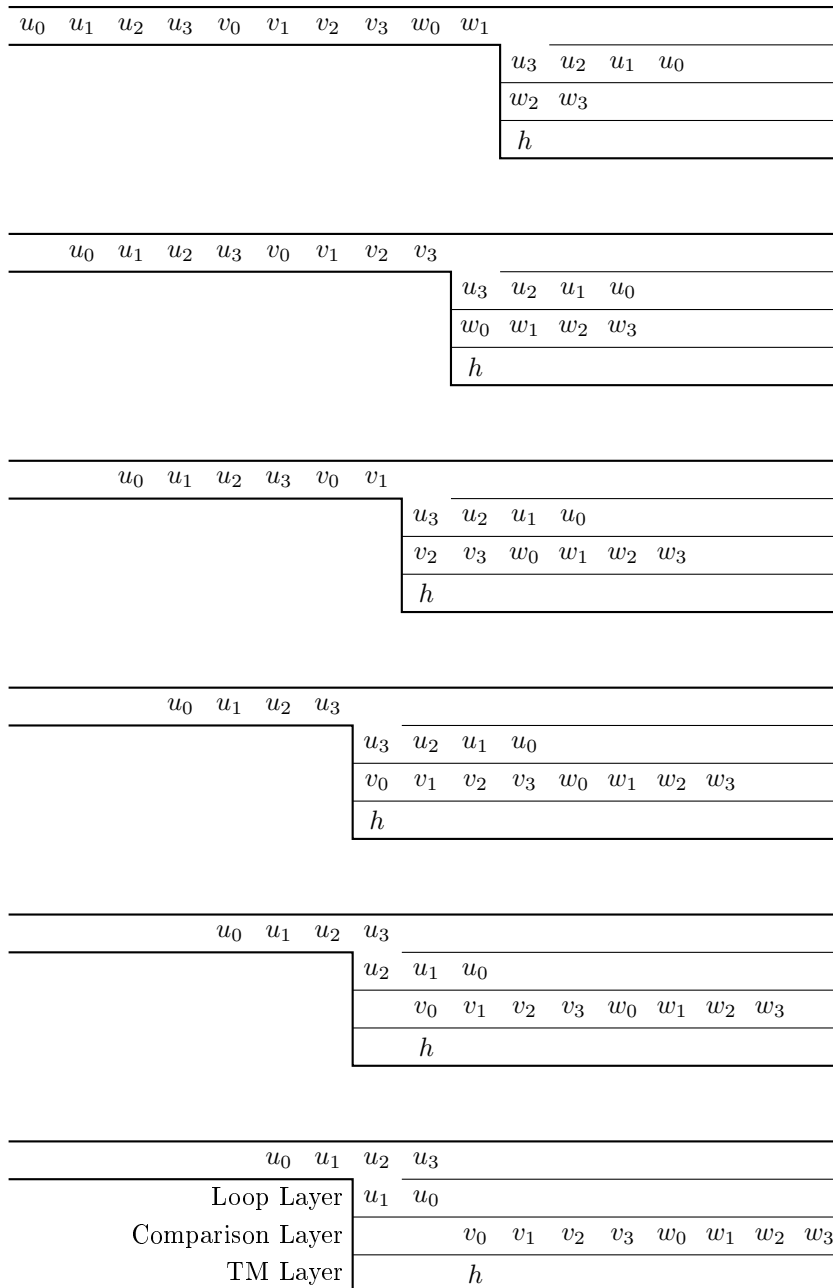 u₀ u₁ u₂ u₃ v₀ v₁ v₂ v₃ w₀ w₁
u₃ u₂ u₁ u₀
w₂ w₃
h
u₀ u₁ u₂ u₃ v₀ v₁ v₂ v₃
u₃ u₂ u₁ u₀
w₀ w₁ w₂ w₃
h
u₀ u₁ u₂ u₃ v₀ v₁
u₃ u₂ u₁ u₀
v₂ v₃ w₀ w₁ w₂ w₃
h
u₀ u₁ u₂ u₃
u₃ u₂ u₁ u₀
v₀ v₁ v₂ v₃ w₀ w₁ w₂ w₃
h
u₀ u₁ u₂ u₃
u₂ u₁ u₀
v₀ v₁ v₂ v₃ w₀ w₁ w₂ w₃
h
u₀ u₁ u₂ u₃
Loop Layer u₁ u₀
Comparison Layer v₀ v₁ v₂ v₃ w₀ w₁ w₂ w₃
TM Layer h